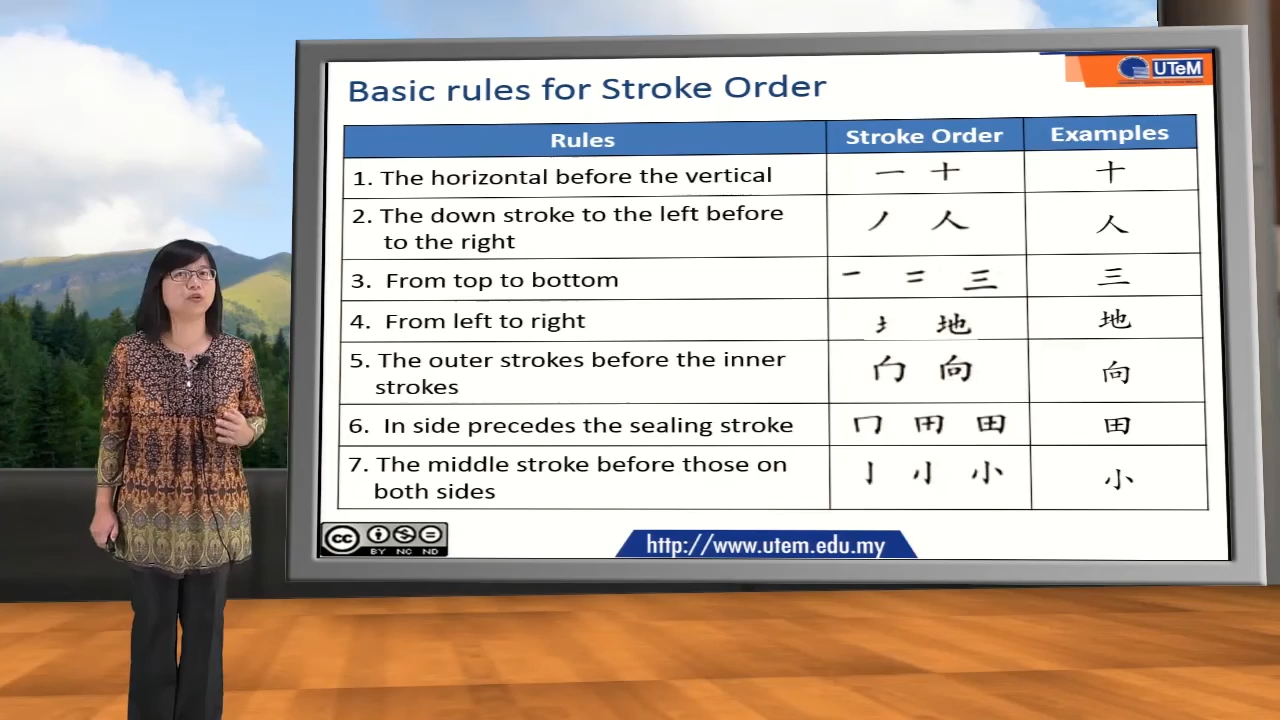 UTeM
Basic rules for Stroke Order
Rules Stroke Order Examples
1. The horizontal before the vertical 一 十 十
2. The down stroke to the left before
to the right 丿 人 人
3. From top to bottom 一 二 三 三
4. From left to right 地 地
5. The outer strokes before the inner
strokes 向 向
6. In side precedes the sealing stroke 冂 田 田
7. The middle stroke before those on
both sides 亅 小 小
cc BY NC ND
http://www.utem.edu.my